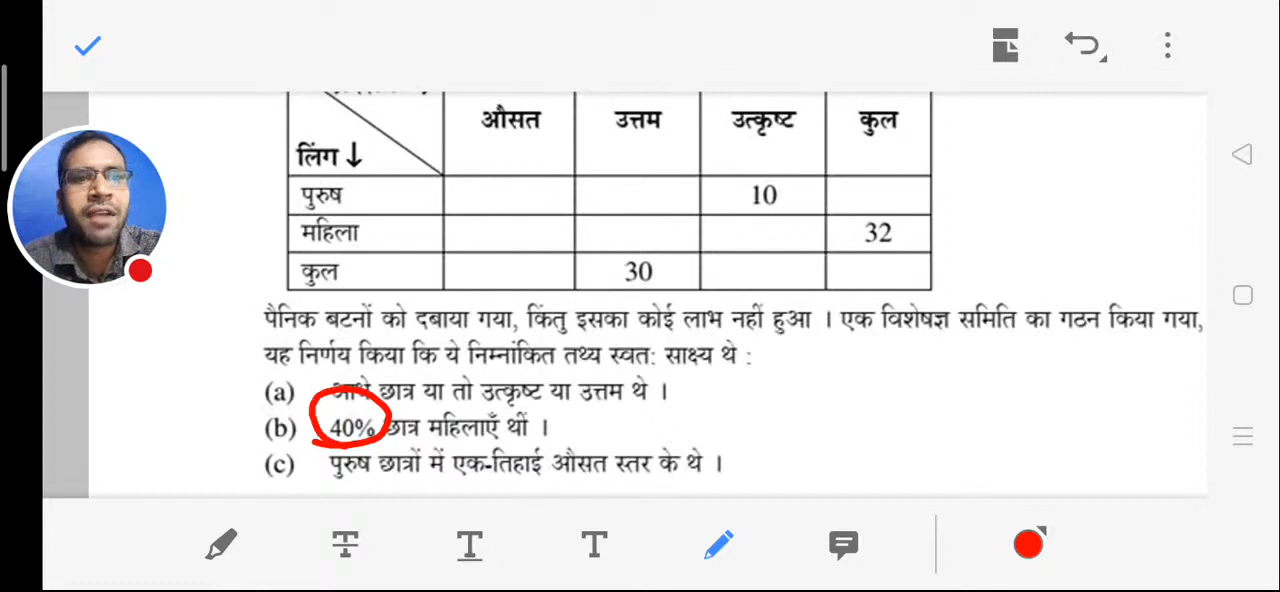 औसत उत्तम उत्कृष्ट कुल
लिंग ↓
पुरुष 10
महिला 32
कुल 30
पैनिक बटनों को दबाया गया, किंतु इसका कोई लाभ नहीं हुआ । एक विशेषज्ञ समिति का गठन किया गया,
यह निर्णय किया कि ये निम्नांकित तथ्य स्वत: साक्ष्य थे :
(a) आधे छात्र या तो उत्कृष्ट या उत्तम थे ।
(b) 40% छात्र महिलाएँ थीं ।
(c) पुरुष छात्रों में एक-तिहाई औसत स्तर के थे ।
T T T